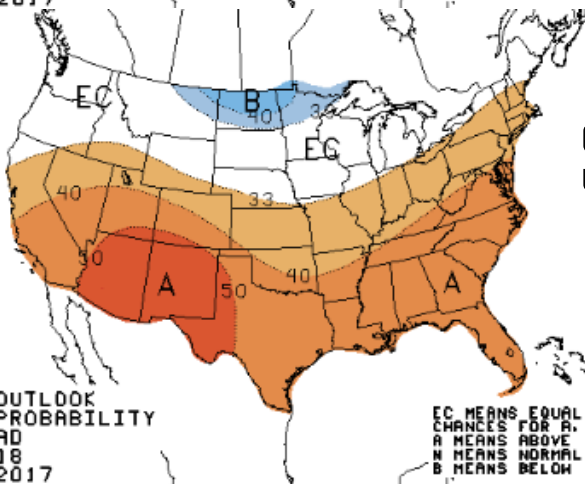 2017
EC
B
40
33
EC
40
33
50
40
A
50
A
OUTLOOK
PROBABILITY
AD
18
2017
EC MEANS EQUAL
CHANCES FOR A,
A MEANS ABOVE
N MEANS NORMAL
B MEANS BELOW